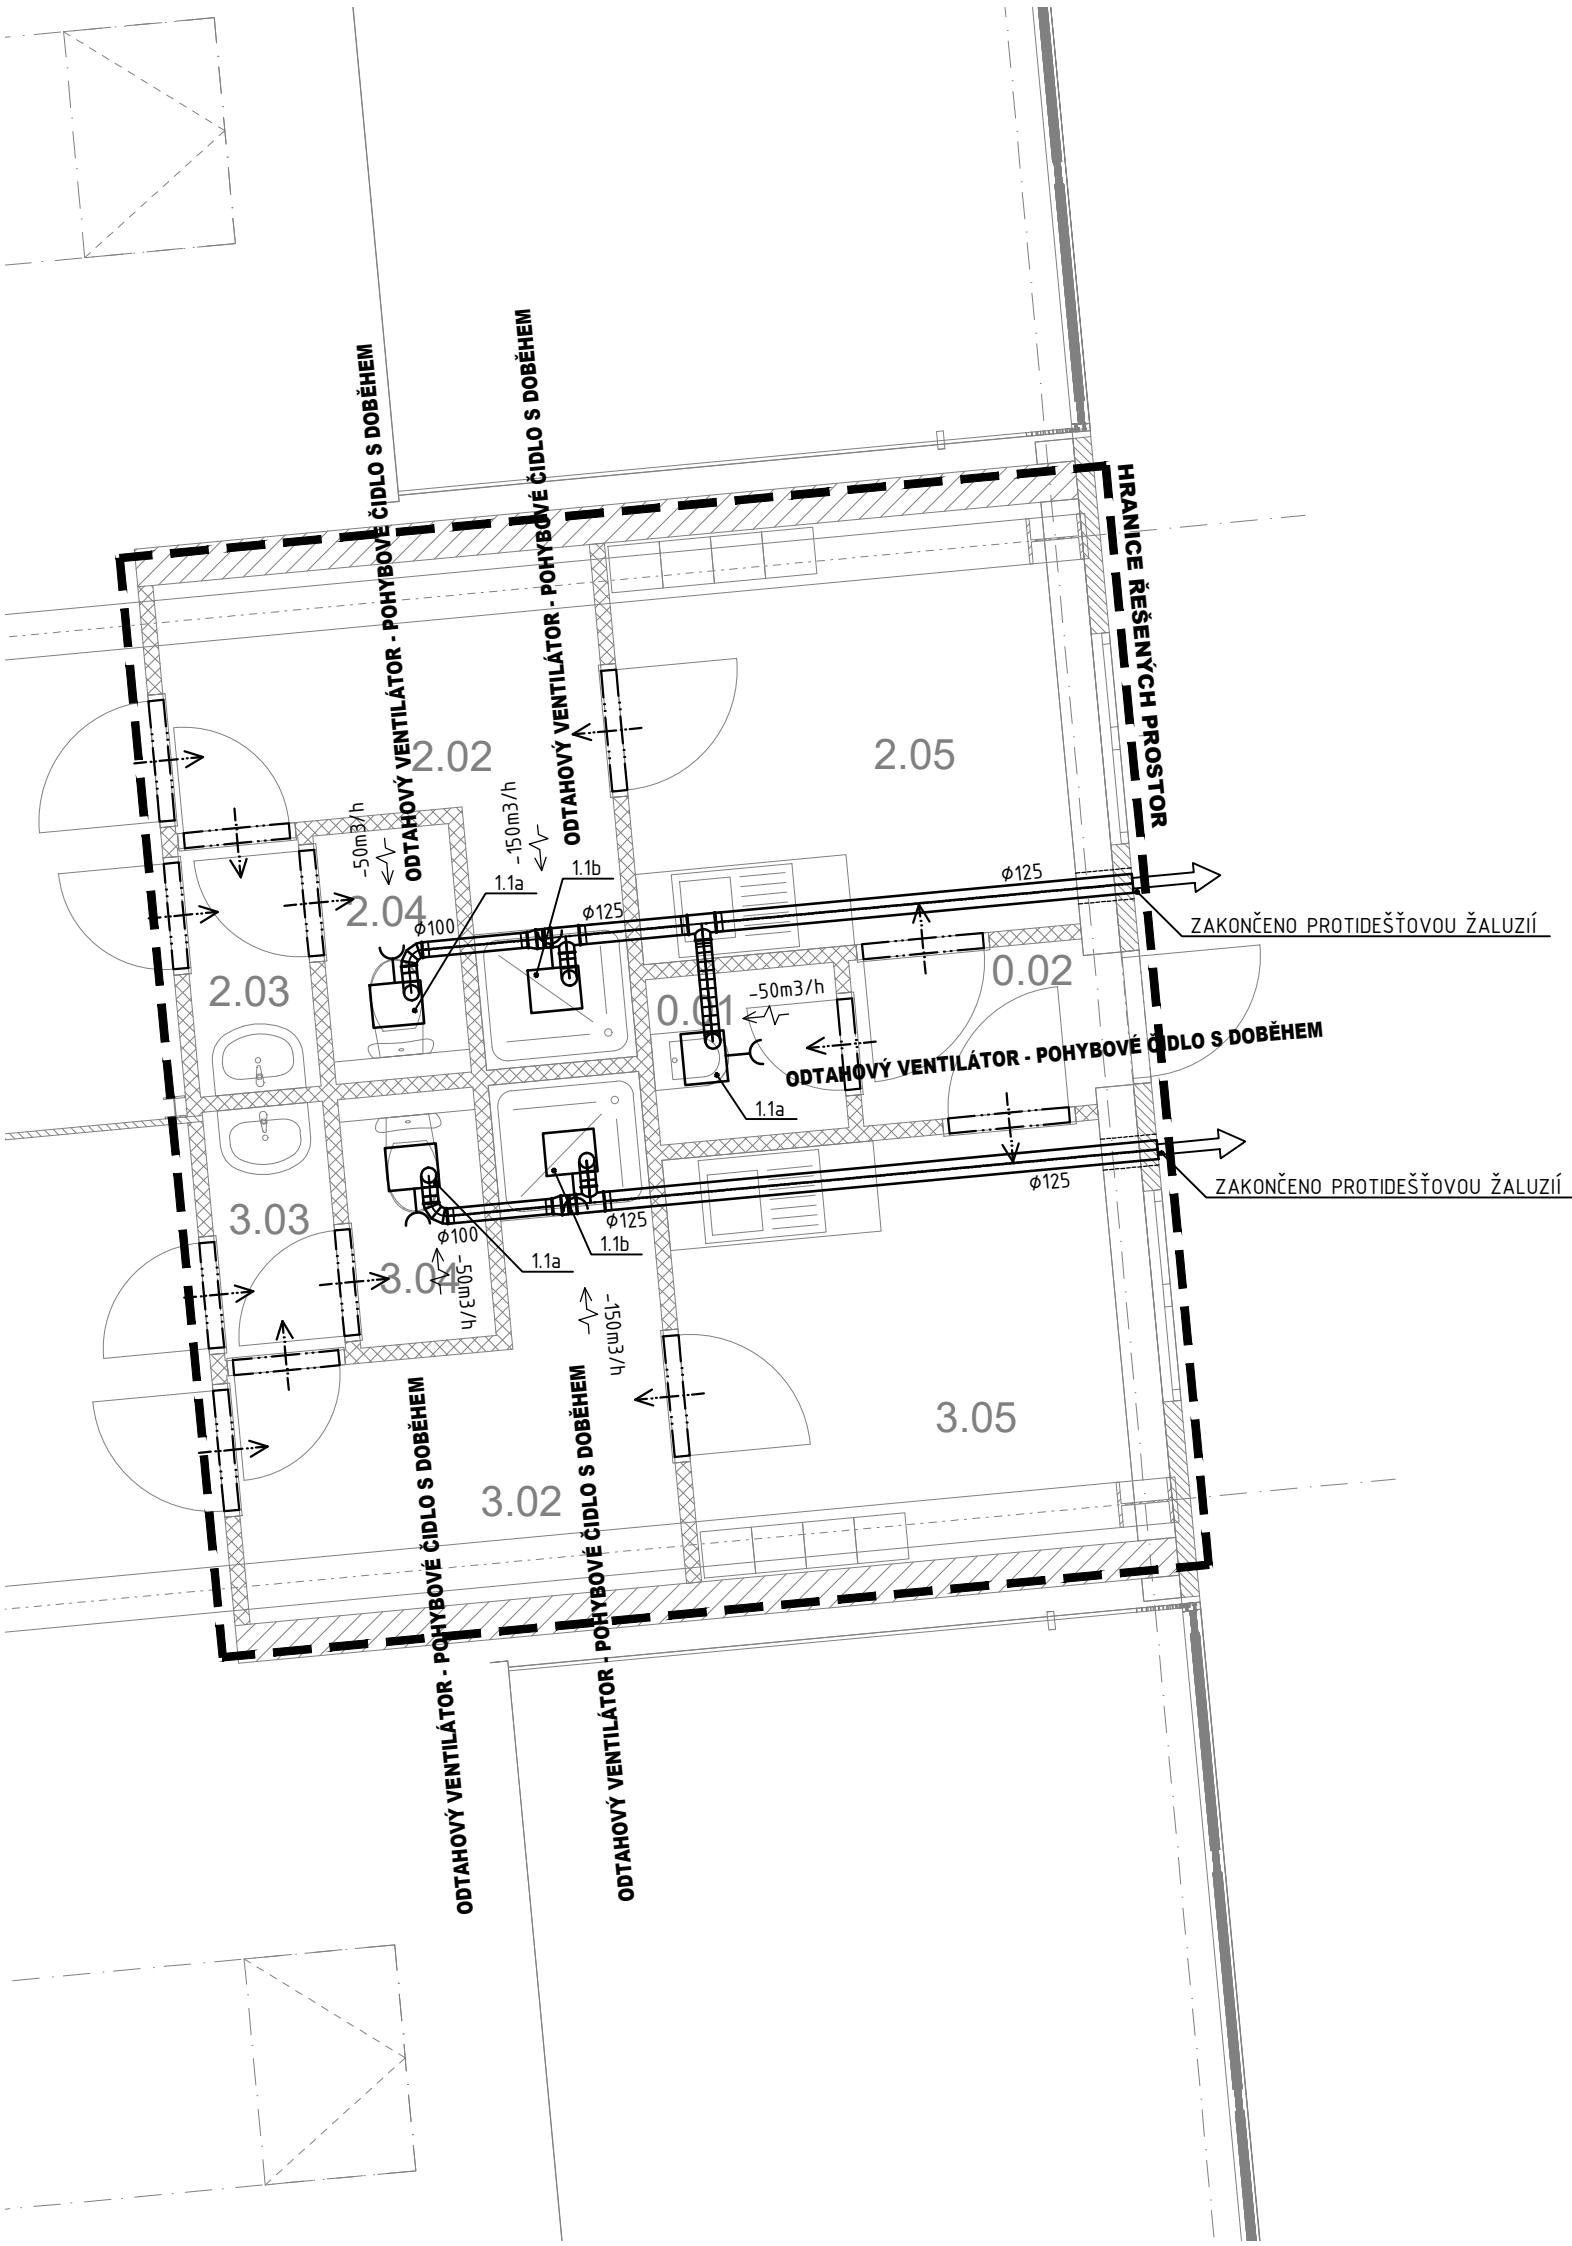 ODTAHOVÝ VENTILÁTOR - POHYBOVÉ ČIDLO S DOBĚHEM
ODTAHOVÝ VENTILÁTOR - POHYBOVÉ ČIDLO S DOBĚHEM
HRANICE ŘEŠENÝCH PROSTOR
2.02
2.05
-50m3/h
-150m3/h
1.1a
1.1b
ϕ125
2.04
ϕ100
ϕ125
ZAKONČENO PROTIDEŠŤOVOU ŽALUZIÍ
2.03
0.01
-50m3/h
0.02
ODTAHOVÝ VENTILÁTOR - POHYBOVÉ ČIDLO S DOBĚHEM
1.1a
ϕ125
ZAKONČENO PROTIDEŠŤOVOU ŽALUZIÍ
3.03
ϕ100
ϕ125
1.1b
1.1a
3.04
-50m3/h
-150m3/h
3.05
3.02
ODTAHOVÝ VENTILÁTOR - POHYBOVÉ ČIDLO S DOBĚHEM
ODTAHOVÝ VENTILÁTOR - POHYBOVÉ ČIDLO S DOBĚHEM